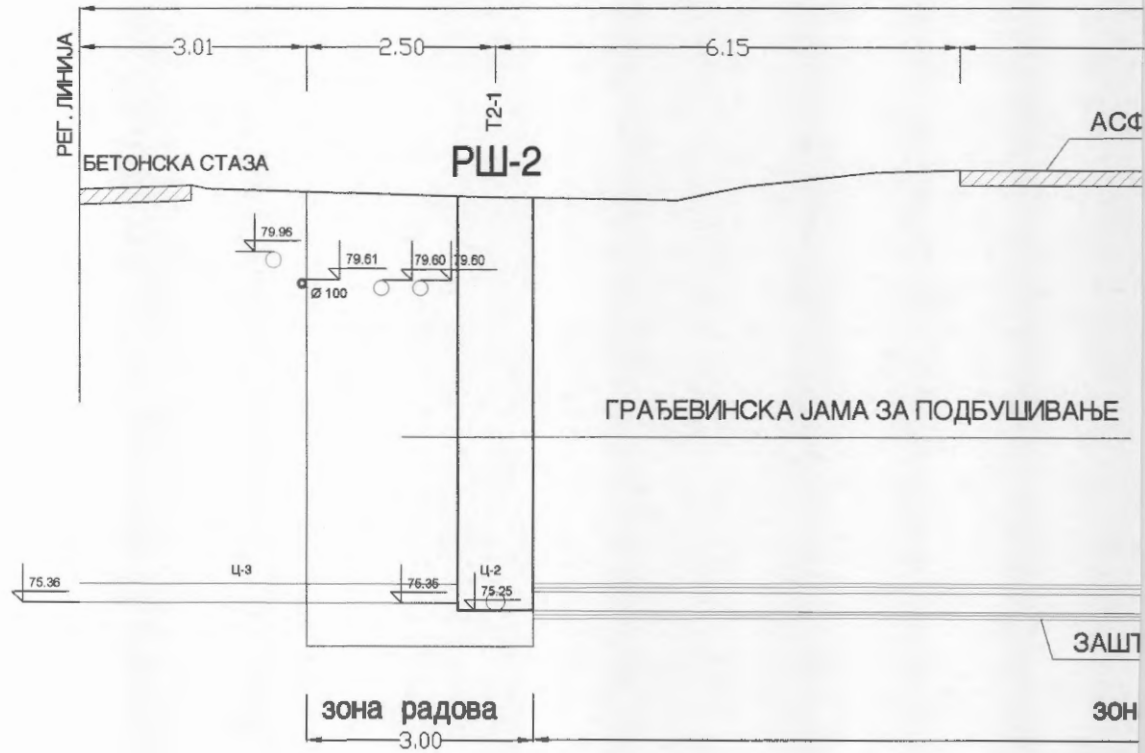 3.01
2.50
6.15
РЕГ. ЛИНИЈА
Т2-1
АСФ
РШ-2
БЕТОНСКА СТАЗА
79.96
79.61
79.60
79.60
Ø 100
ГРАЂЕВИНСКА ЈАМА ЗА ПОДБУШИВАЊЕ
Ц-3
Ц-2
75.36
76.36
75.25
ЗАШТ
зона радова
зон
3.00